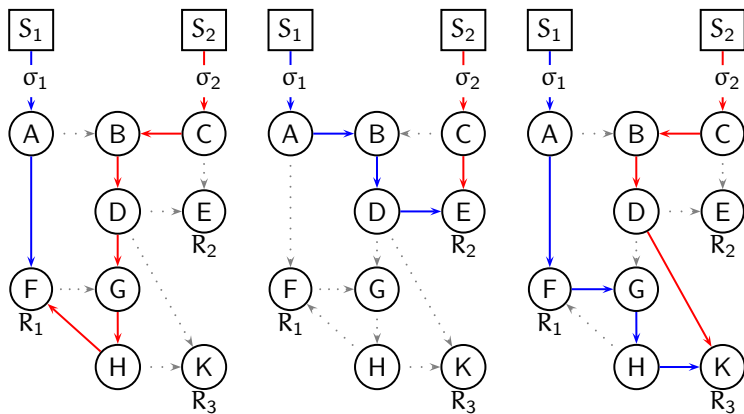 S₁ S₂ S₁ S₂ S₁ S₂
σ₁ σ₂ σ₁ σ₂ σ₁ σ₂
A B C A B C A B C
D E D E D E
R₂ R₂ R₂
F G F G F G
R₁ R₁ R₁
H K H K H K
R₃ R₃ R₃